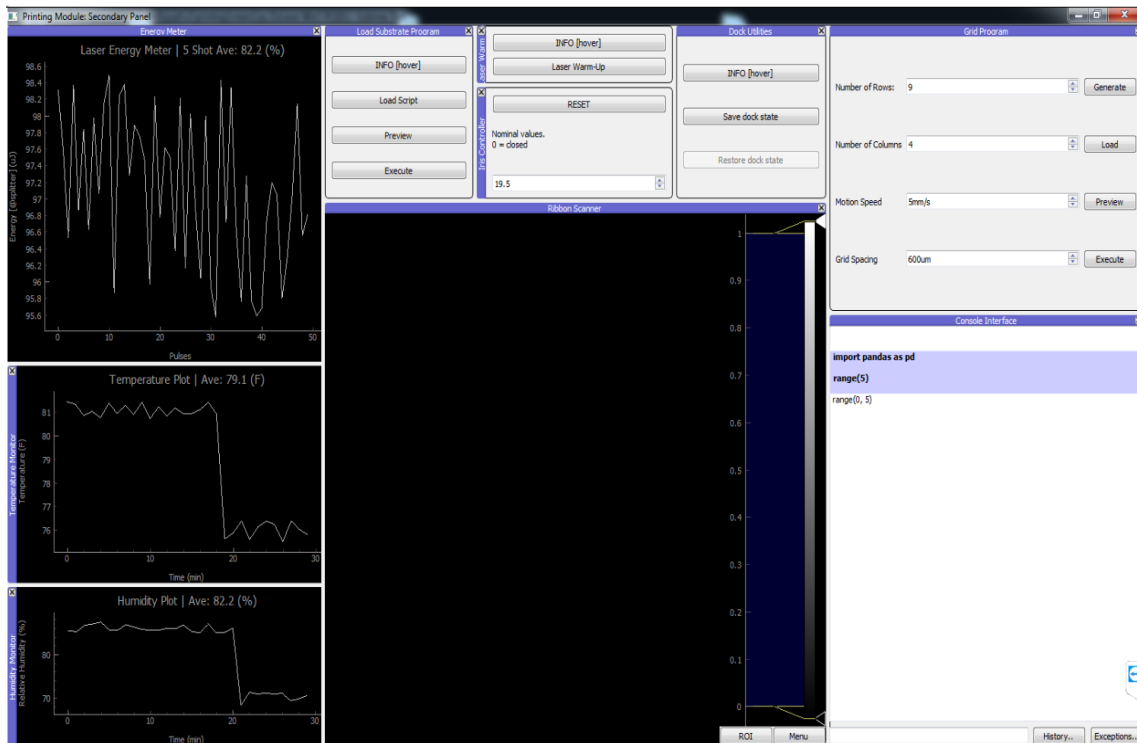 Printing Module: Secondary Panel
Energy Meter
Laser Energy Meter | 5 Shot Ave: 82.2 (%)
98.6
98.4
98.2
98
97.8
97.6
97.4
97.2
97
96.8
96.6
96.4
96.2
96
95.8
95.6
Energy [@splitter] (uJ)
0
10
20
30
40
50
Pulses
Temperature Monitor
Temperature Plot | Ave: 79.1 (F)
81
80
79
78
77
76
Temperature (F)
0
10
20
30
Time (min)
Humidity Monitor
Humidity Plot | Ave: 82.2 (%)
80
70
Relative Humidity (%)
0
10
20
30
Time (min)
Load Substrate Program
INFO [hover]
Load Script
Preview
Execute
Laser Warm
INFO [hover]
Laser Warm-Up
Iris Controller
RESET
Nominal values.
0 = closed
19.5
Dock Utilities
INFO [hover]
Save dock state
Restore dock state
Ribbon Scanner
1
0.9
0.8
0.7
0.6
0.5
0.4
0.3
0.2
0.1
0
ROI
Menu
Grid Program
Number of Rows: 9 Generate
Number of Columns 4 Load
Motion Speed 5mm/s Preview
Grid Spacing 600um Execute
Console Interface
import pandas as pd
range(5)
range(0, 5)
History..
Exceptions..